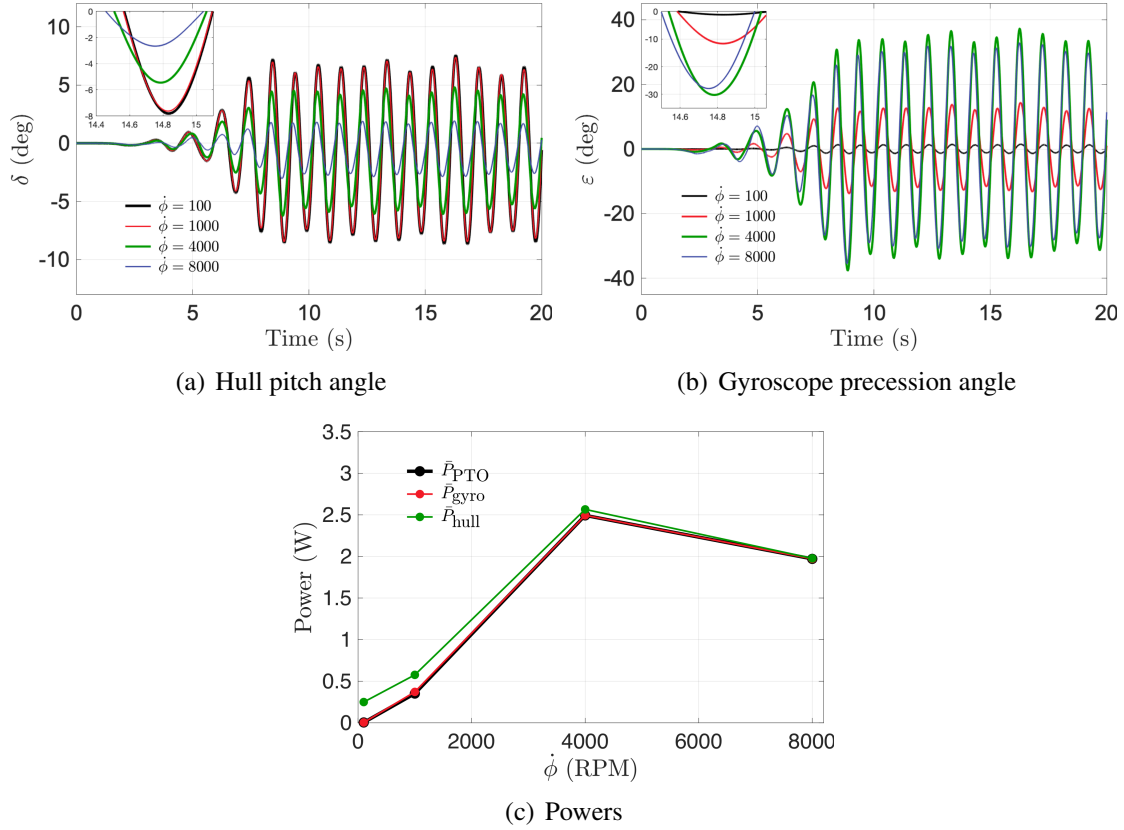 10
5
0
-5
-10
δ (deg)
0
-2
-4
-6
-8
14.4 14.6 14.8 15
φ̇ = 100
φ̇ = 1000
φ̇ = 4000
φ̇ = 8000
0 5 10 15 20
Time (s)
(a) Hull pitch angle
40
20
0
-20
-40
ε (deg)
0
-10
-20
-30
14.6 14.8 15
φ̇ = 100
φ̇ = 1000
φ̇ = 4000
φ̇ = 8000
0 5 10 15 20
Time (s)
(b) Gyroscope precession angle
3.5
3
2.5
2
1.5
1
0.5
0
Power (W)
P̄PTO
P̄gyro
P̄hull
0 2000 4000 6000 8000
φ̇ (RPM)
(c) Powers